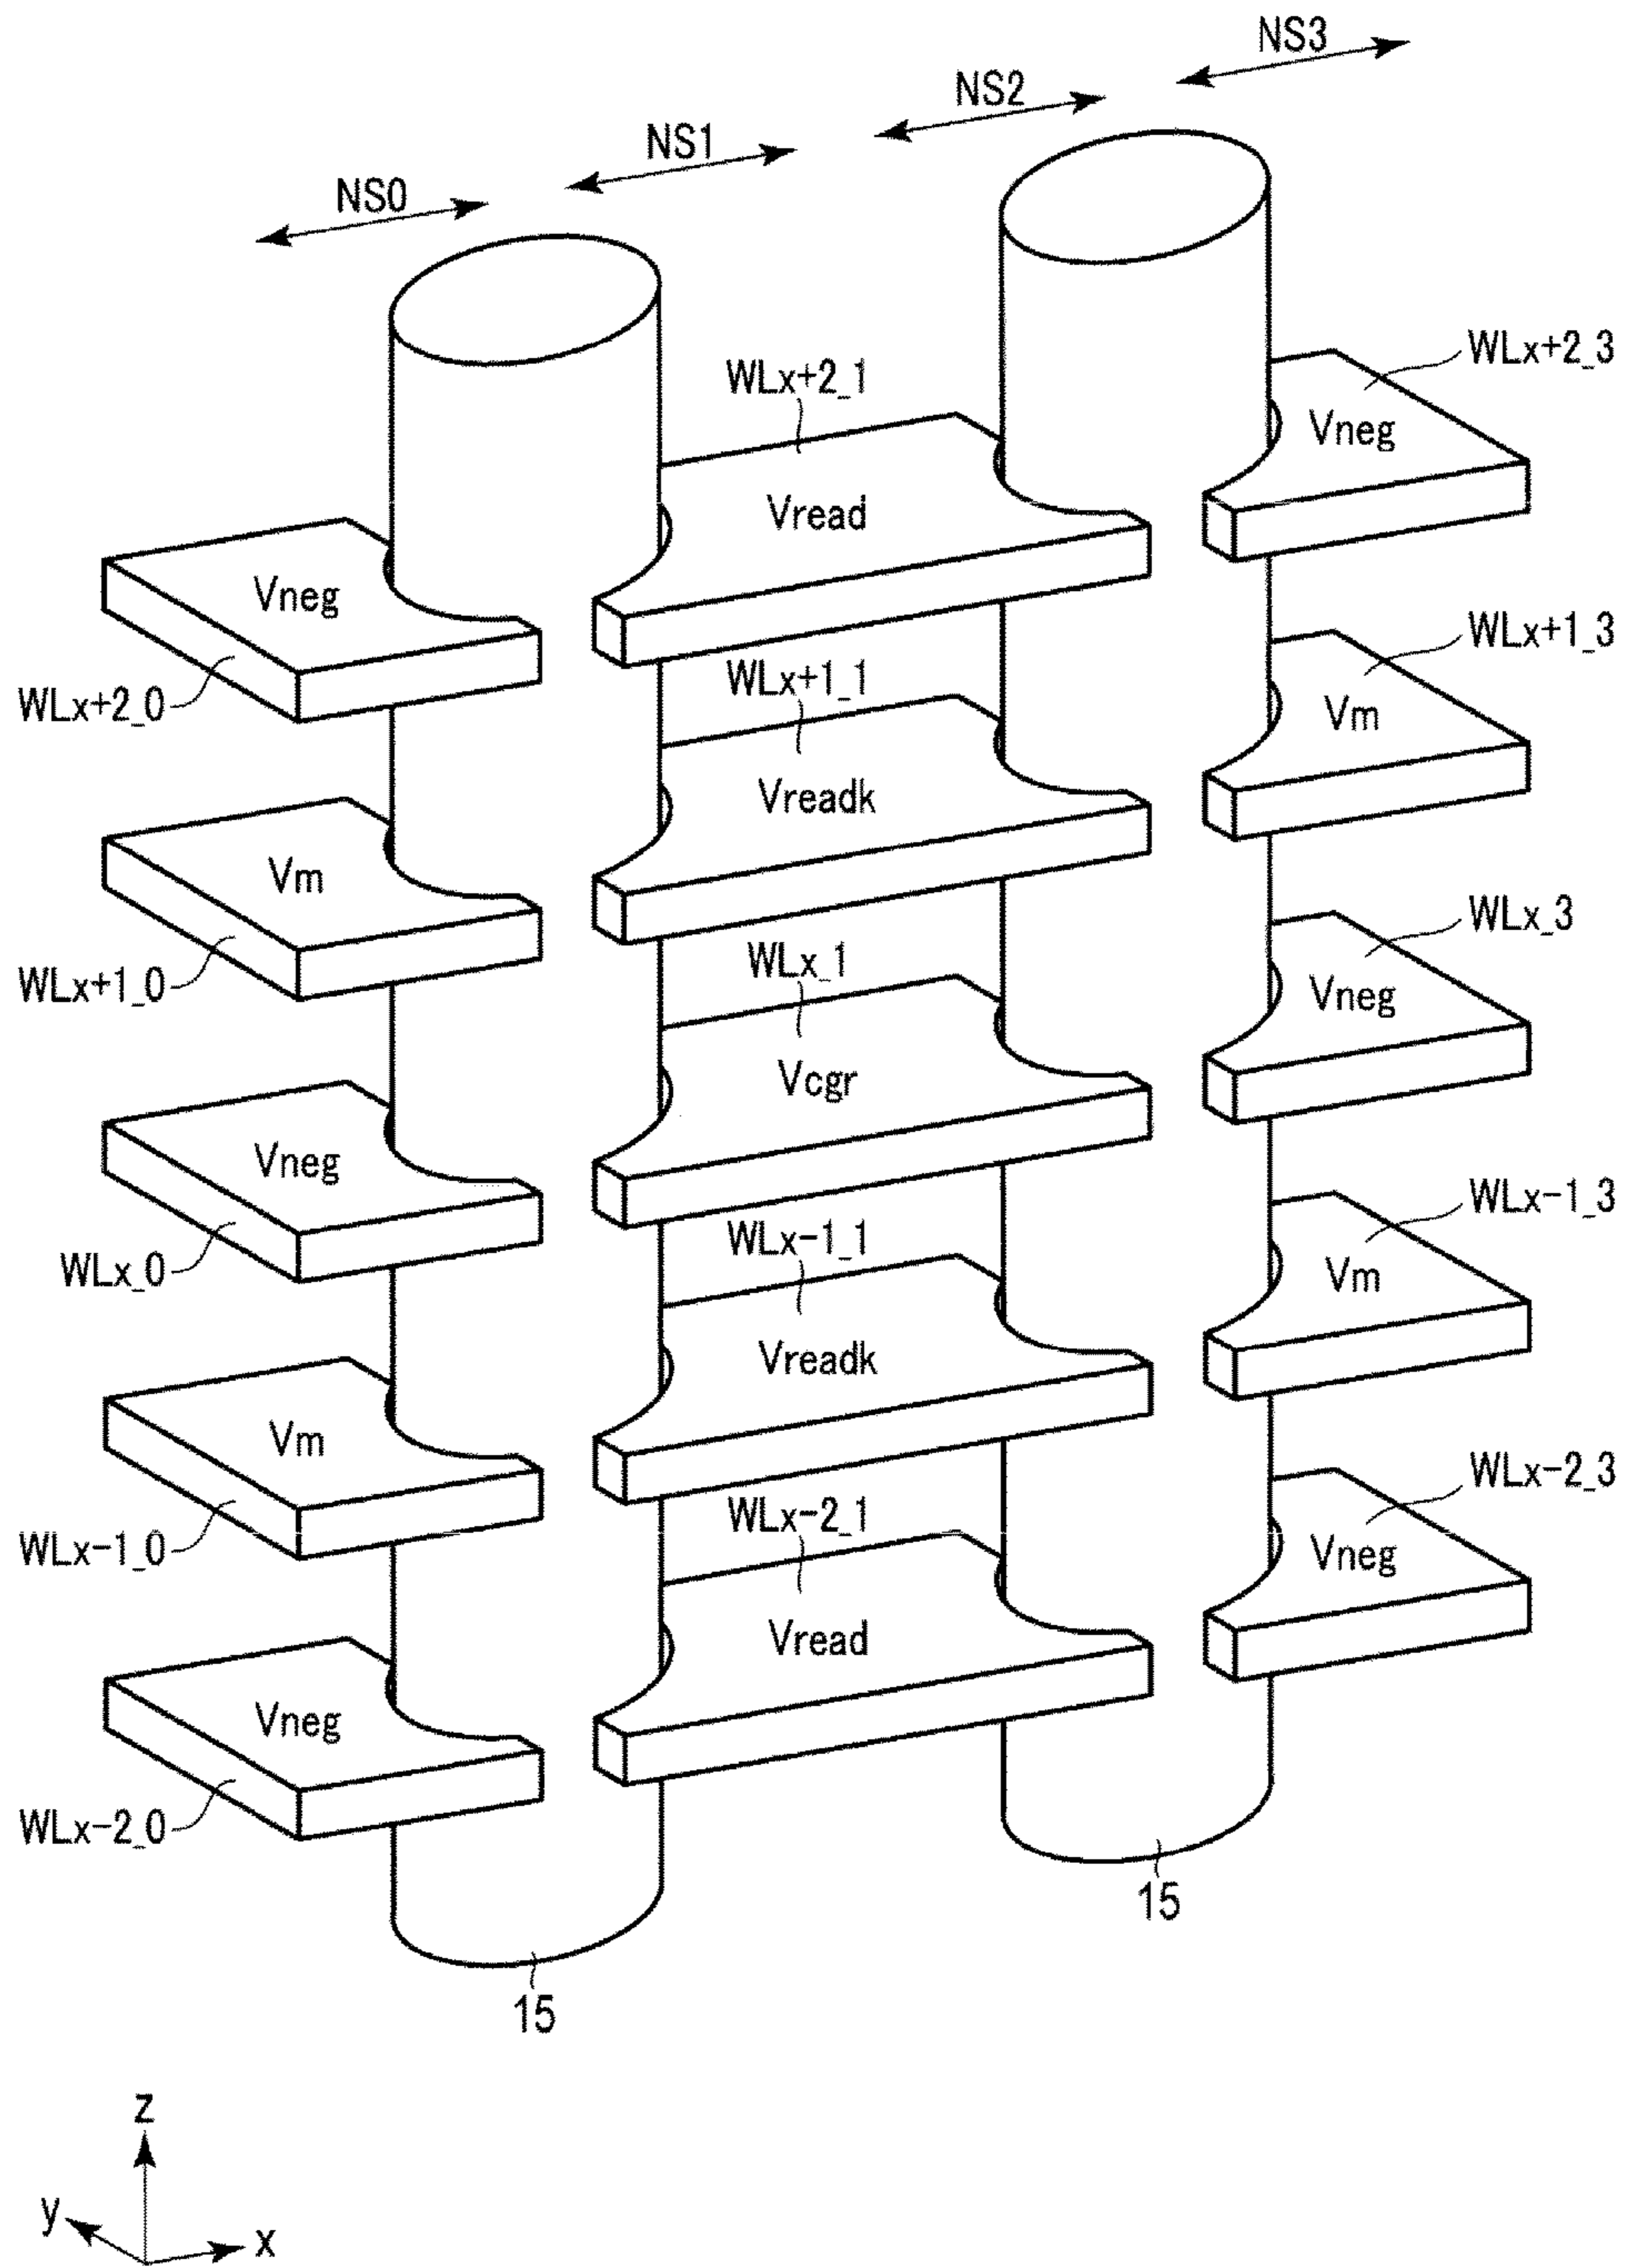 NS3
NS2
NS1
NS0
WLx+2_3
WLx+2_1
Vneg
Vread
Vneg
WLx+1_3
WLx+2_0
WLx+1_1
Vm
Vreadk
Vm
WLx_3
WLx+1_0
WLx_1
Vneg
Vcgr
Vneg
WLx-1_3
WLx_0
WLx-1_1
Vm
Vreadk
Vm
WLx-2_3
WLx-1_0
WLx-2_1
Vneg
Vread
Vneg
WLx-2_0
15
15
z
y
x